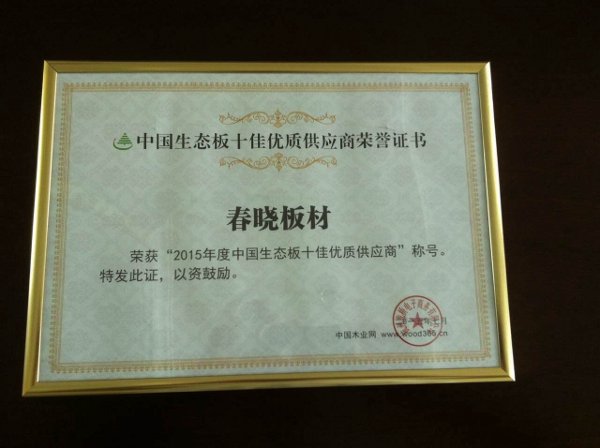 中国生态板十佳优质供应商荣誉证书
春晓板材
荣获“2015年度中国生态板十佳优质供应商”称号。
特发此证，以资鼓励。
中国木业网 www.wood365.cn